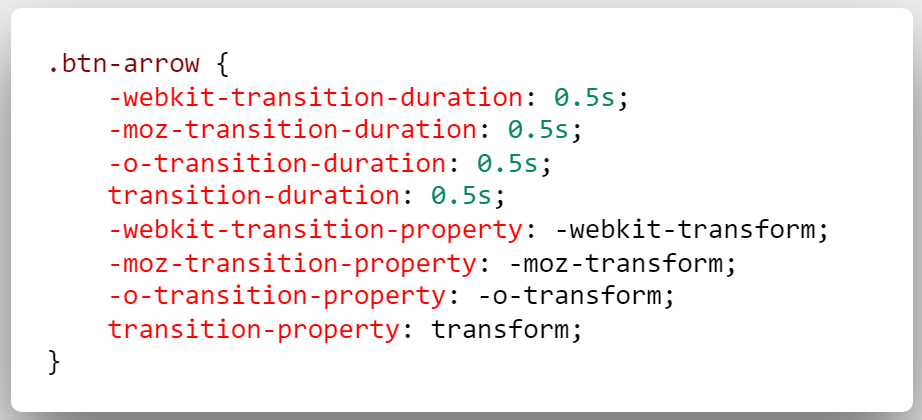 .btn-arrow {
    -webkit-transition-duration: 0.5s;
    -moz-transition-duration: 0.5s;
    -o-transition-duration: 0.5s;
    transition-duration: 0.5s;
    -webkit-transition-property: -webkit-transform;
    -moz-transition-property: -moz-transform;
    -o-transition-property: -o-transform;
    transition-property: transform;
}